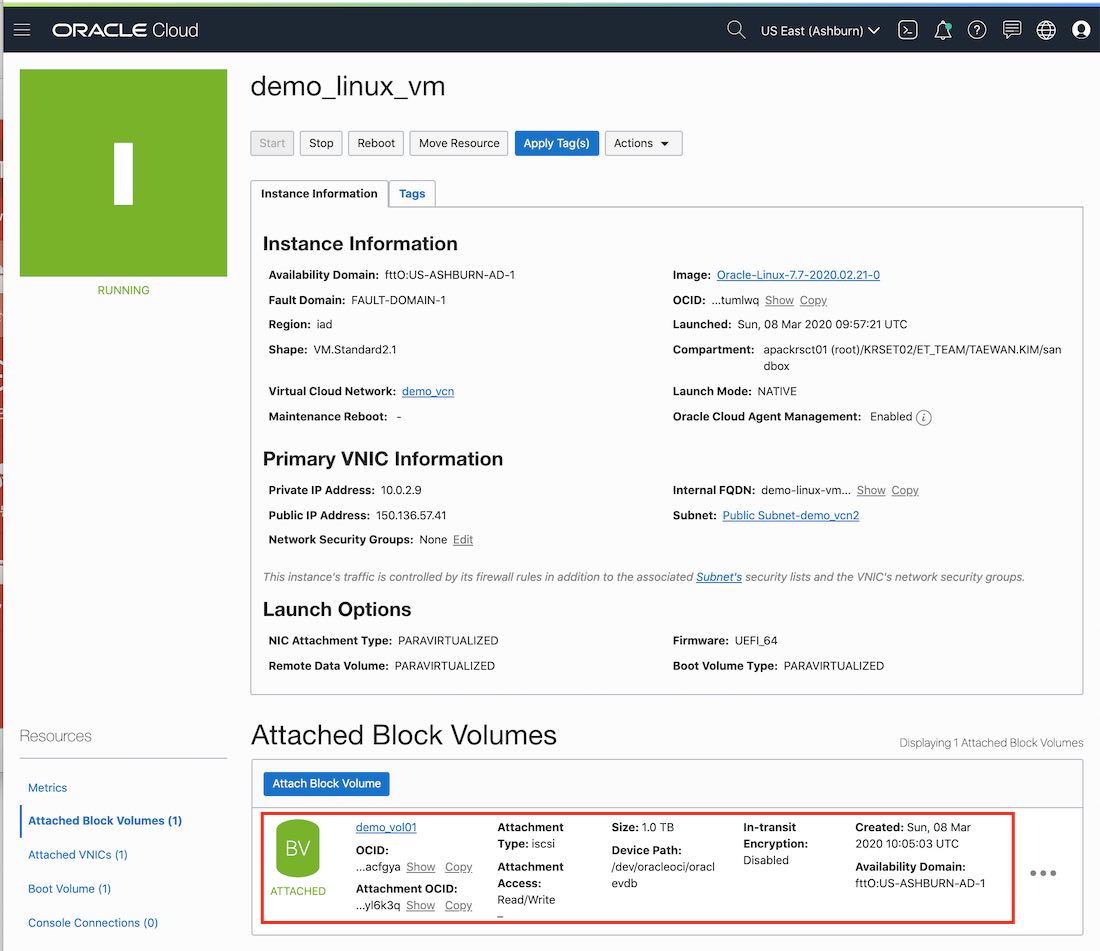 ORACLE Cloud
US East (Ashburn)
demo_linux_vm
Start Stop Reboot Move Resource Apply Tag(s) Actions
RUNNING
Instance Information Tags
Instance Information
Availability Domain: fttO:US-ASHBURN-AD-1
Fault Domain: FAULT-DOMAIN-1
Region: iad
Shape: VM.Standard2.1
Virtual Cloud Network: demo_vcn
Maintenance Reboot: -
Image: Oracle-Linux-7.7-2020.02.21-0
OCID: ...tumlwq Show Copy
Launched: Sun, 08 Mar 2020 09:57:21 UTC
Compartment: apackrsct01 (root)/KRSET02/ET_TEAM/TAEWAN.KIM/san
dbox
Launch Mode: NATIVE
Oracle Cloud Agent Management: Enabled i
Primary VNIC Information
Private IP Address: 10.0.2.9
Public IP Address: 150.136.57.41
Network Security Groups: None Edit
Internal FQDN: demo-linux-vm... Show Copy
Subnet: Public Subnet-demo_vcn2
This instance's traffic is controlled by its firewall rules in addition to the associated Subnet's security lists and the VNIC's network security groups.
Launch Options
NIC Attachment Type: PARAVIRTUALIZED
Remote Data Volume: PARAVIRTUALIZED
Firmware: UEFI_64
Boot Volume Type: PARAVIRTUALIZED
Resources
Metrics
Attached Block Volumes (1)
Attached VNICs (1)
Boot Volume (1)
Console Connections (0)
Attached Block Volumes
Displaying 1 Attached Block Volumes
Attach Block Volume
BV
ATTACHED
demo_vol01
OCID:
...acfgya Show Copy
Attachment OCID:
...yl6k3q Show Copy
Attachment
Type: iscsi
Attachment
Access:
Read/Write
–
Size: 1.0 TB
Device Path:
/dev/oracleoci/oracl
evdb
In-transit
Encryption:
Disabled
Created: Sun, 08 Mar
2020 10:05:03 UTC
Availability Domain:
fttO:US-ASHBURN-AD-1